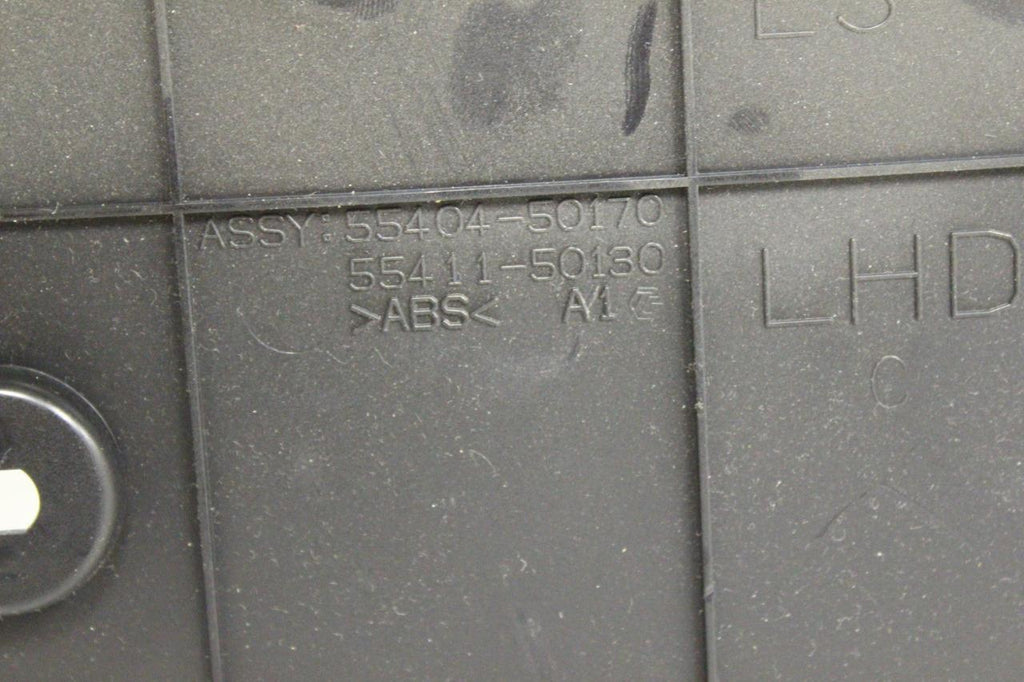 ASSY: 55404-50170
55411-50130
>ABS< A1
LHD
C